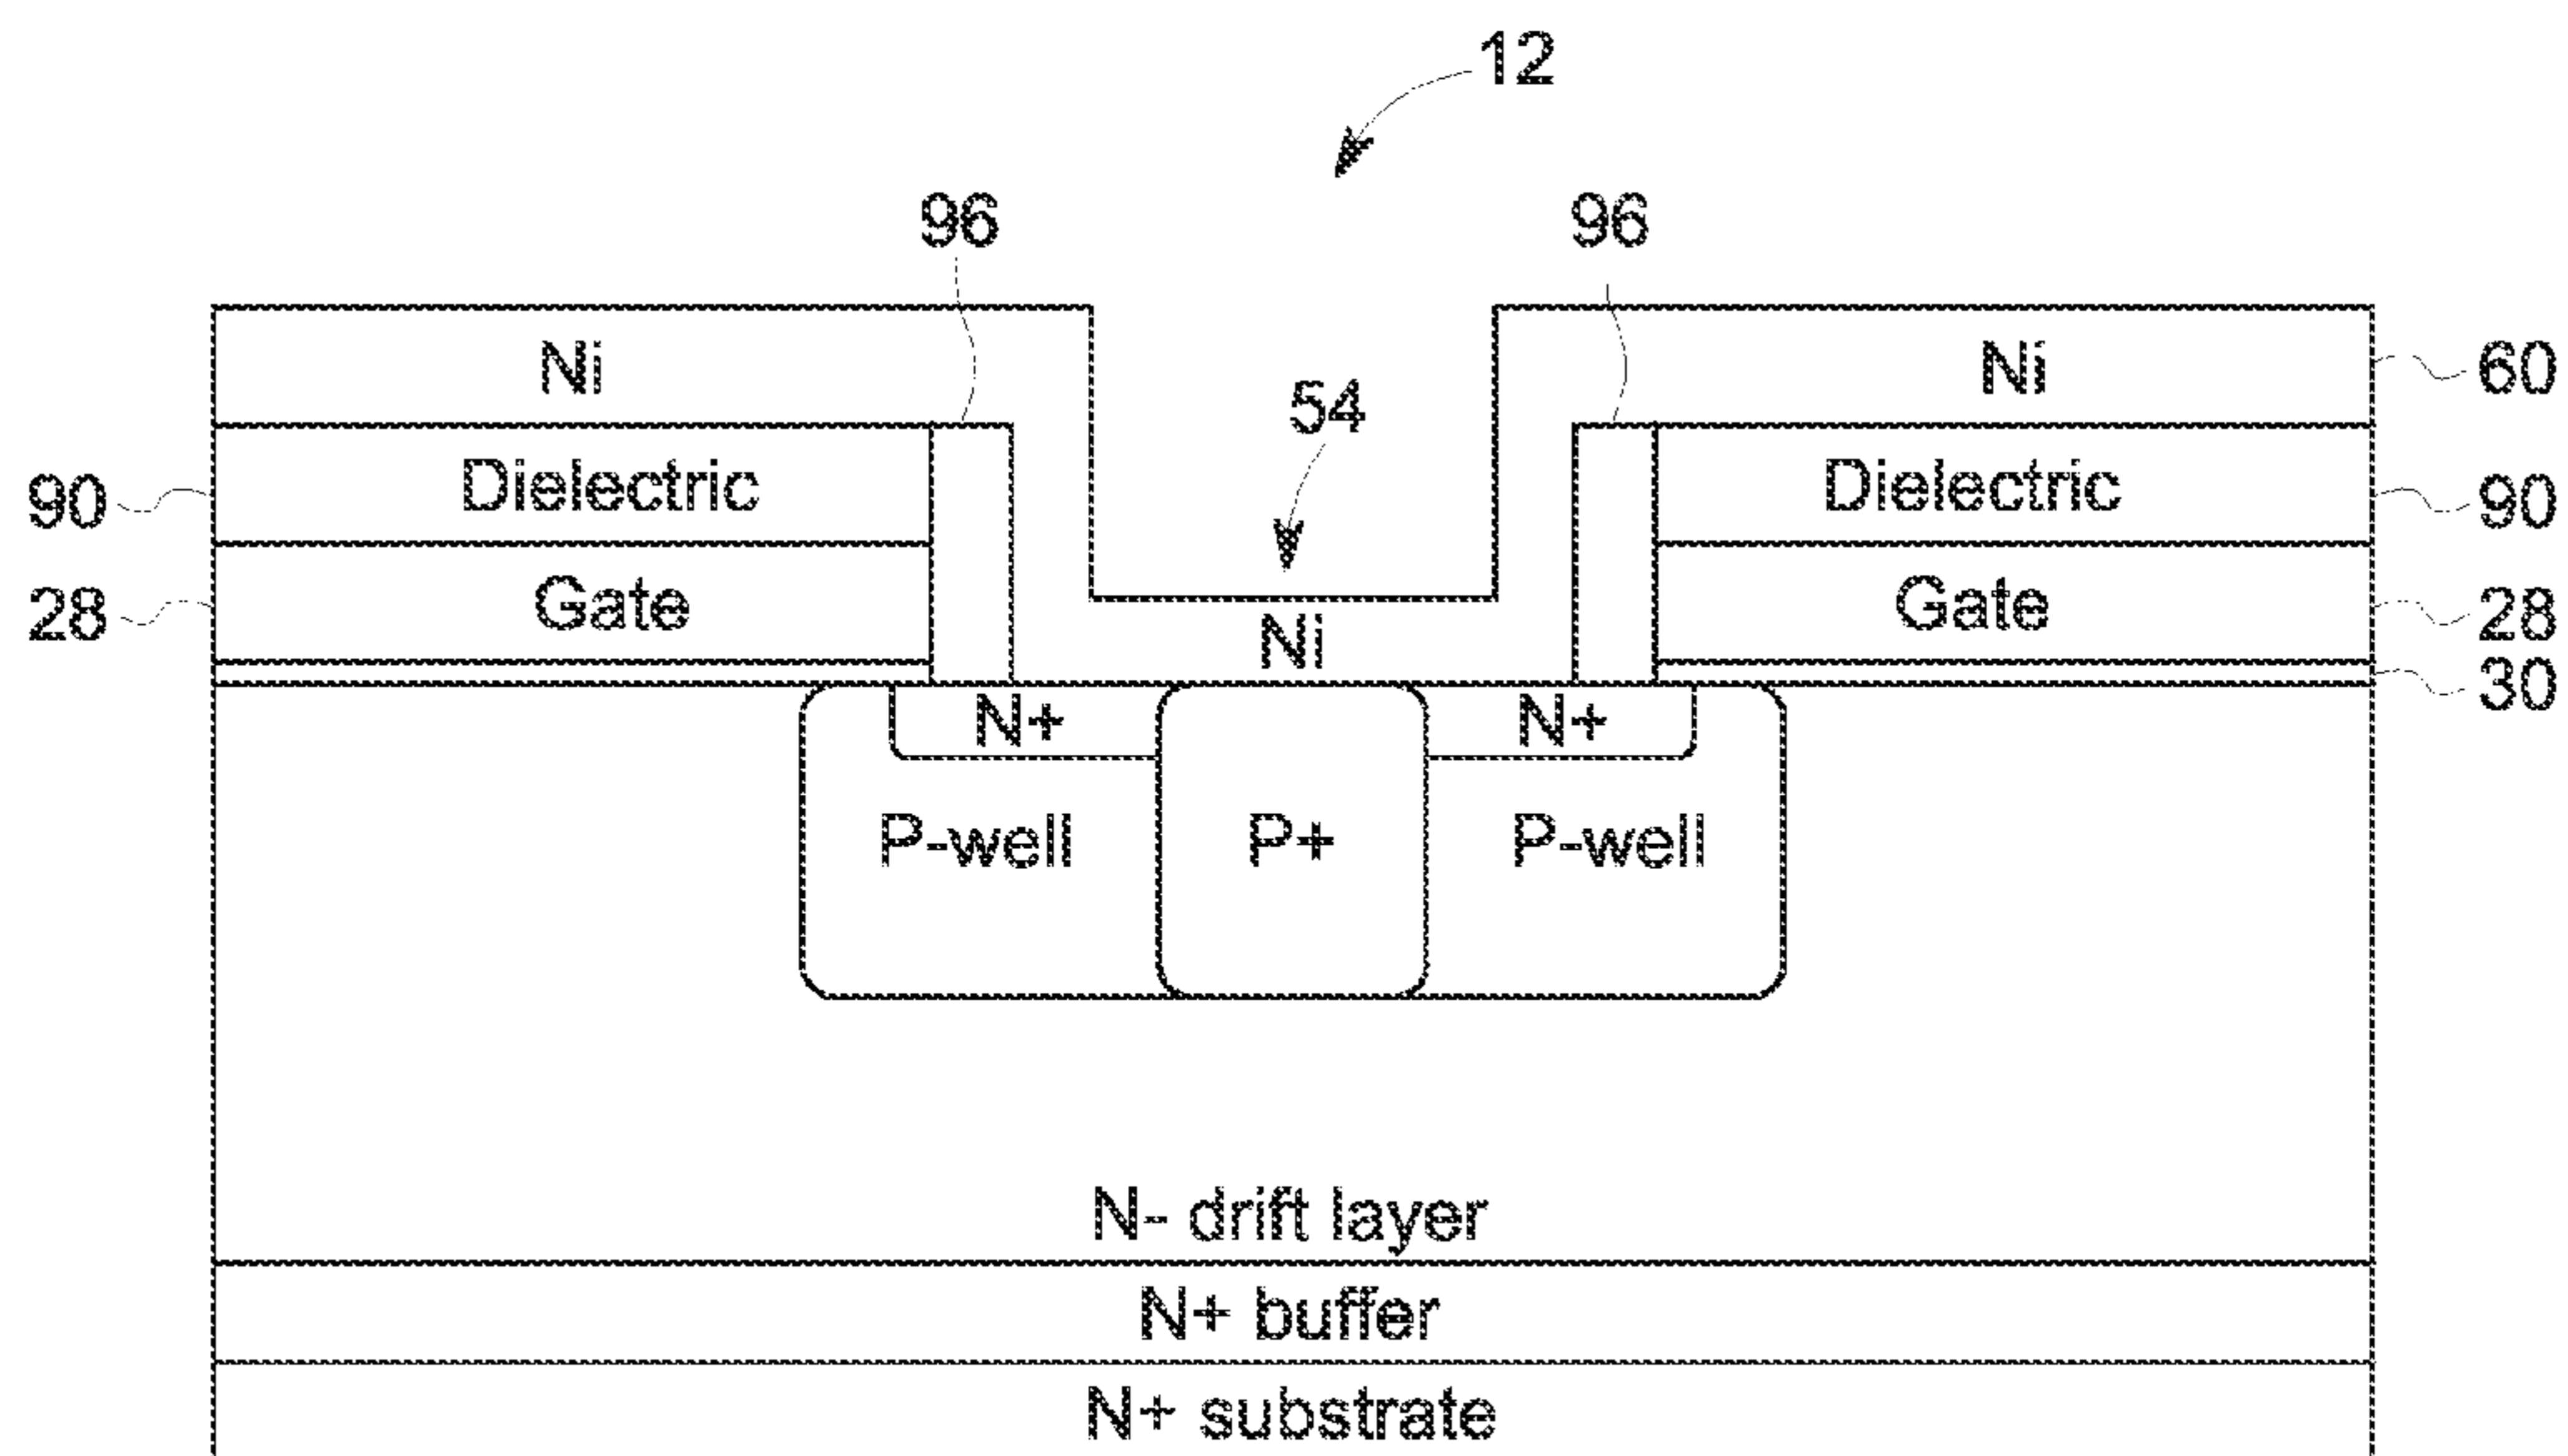 12
96 96
Ni Ni 60
54
90 Dielectric Dielectric 90
28 Gate Gate 28
Ni
30
N+ N+
P-well P+ P-well
N- drift layer
N+ buffer
N+ substrate